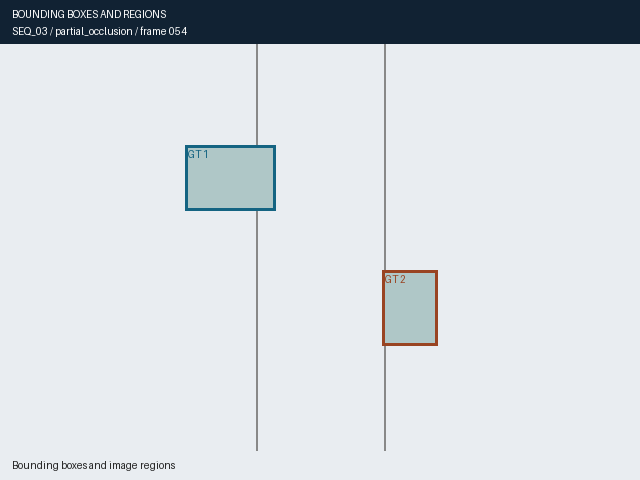 BOUNDING BOXES AND REGIONS
SEQ_03 / partial_occlusion / frame 054
GT1
GT2
Bounding boxes and image regions